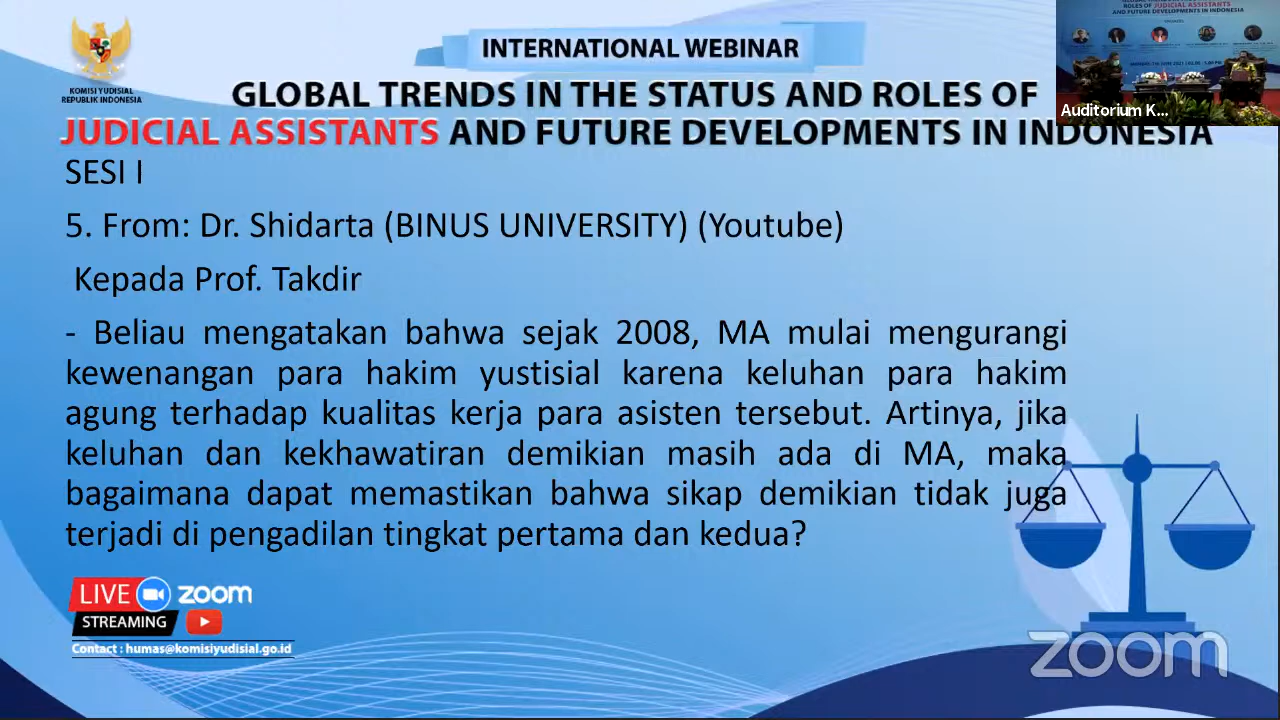 KOMISI YUDISIAL
REPUBLIK INDONESIA
INTERNATIONAL WEBINAR
GLOBAL TRENDS IN THE STATUS AND ROLES OF
JUDICIAL ASSISTANTS AND FUTURE DEVELOPMENTS IN INDONESIA
ROLES OF JUDICIAL ASSISTANTS
AND FUTURE DEVELOPMENTS IN INDONESIA
Auditorium K...
SESI I
5. From: Dr. Shidarta (BINUS UNIVERSITY) (Youtube)
Kepada Prof. Takdir
- Beliau mengatakan bahwa sejak 2008, MA mulai mengurangi
kewenangan para hakim yustisial karena keluhan para hakim
agung terhadap kualitas kerja para asisten tersebut. Artinya, jika
keluhan dan kekhawatiran demikian masih ada di MA, maka
bagaimana dapat memastikan bahwa sikap demikian tidak juga
terjadi di pengadilan tingkat pertama dan kedua?
LIVE zoom
STREAMING
Contact : humas@komisiyudisial.go.id
zoom